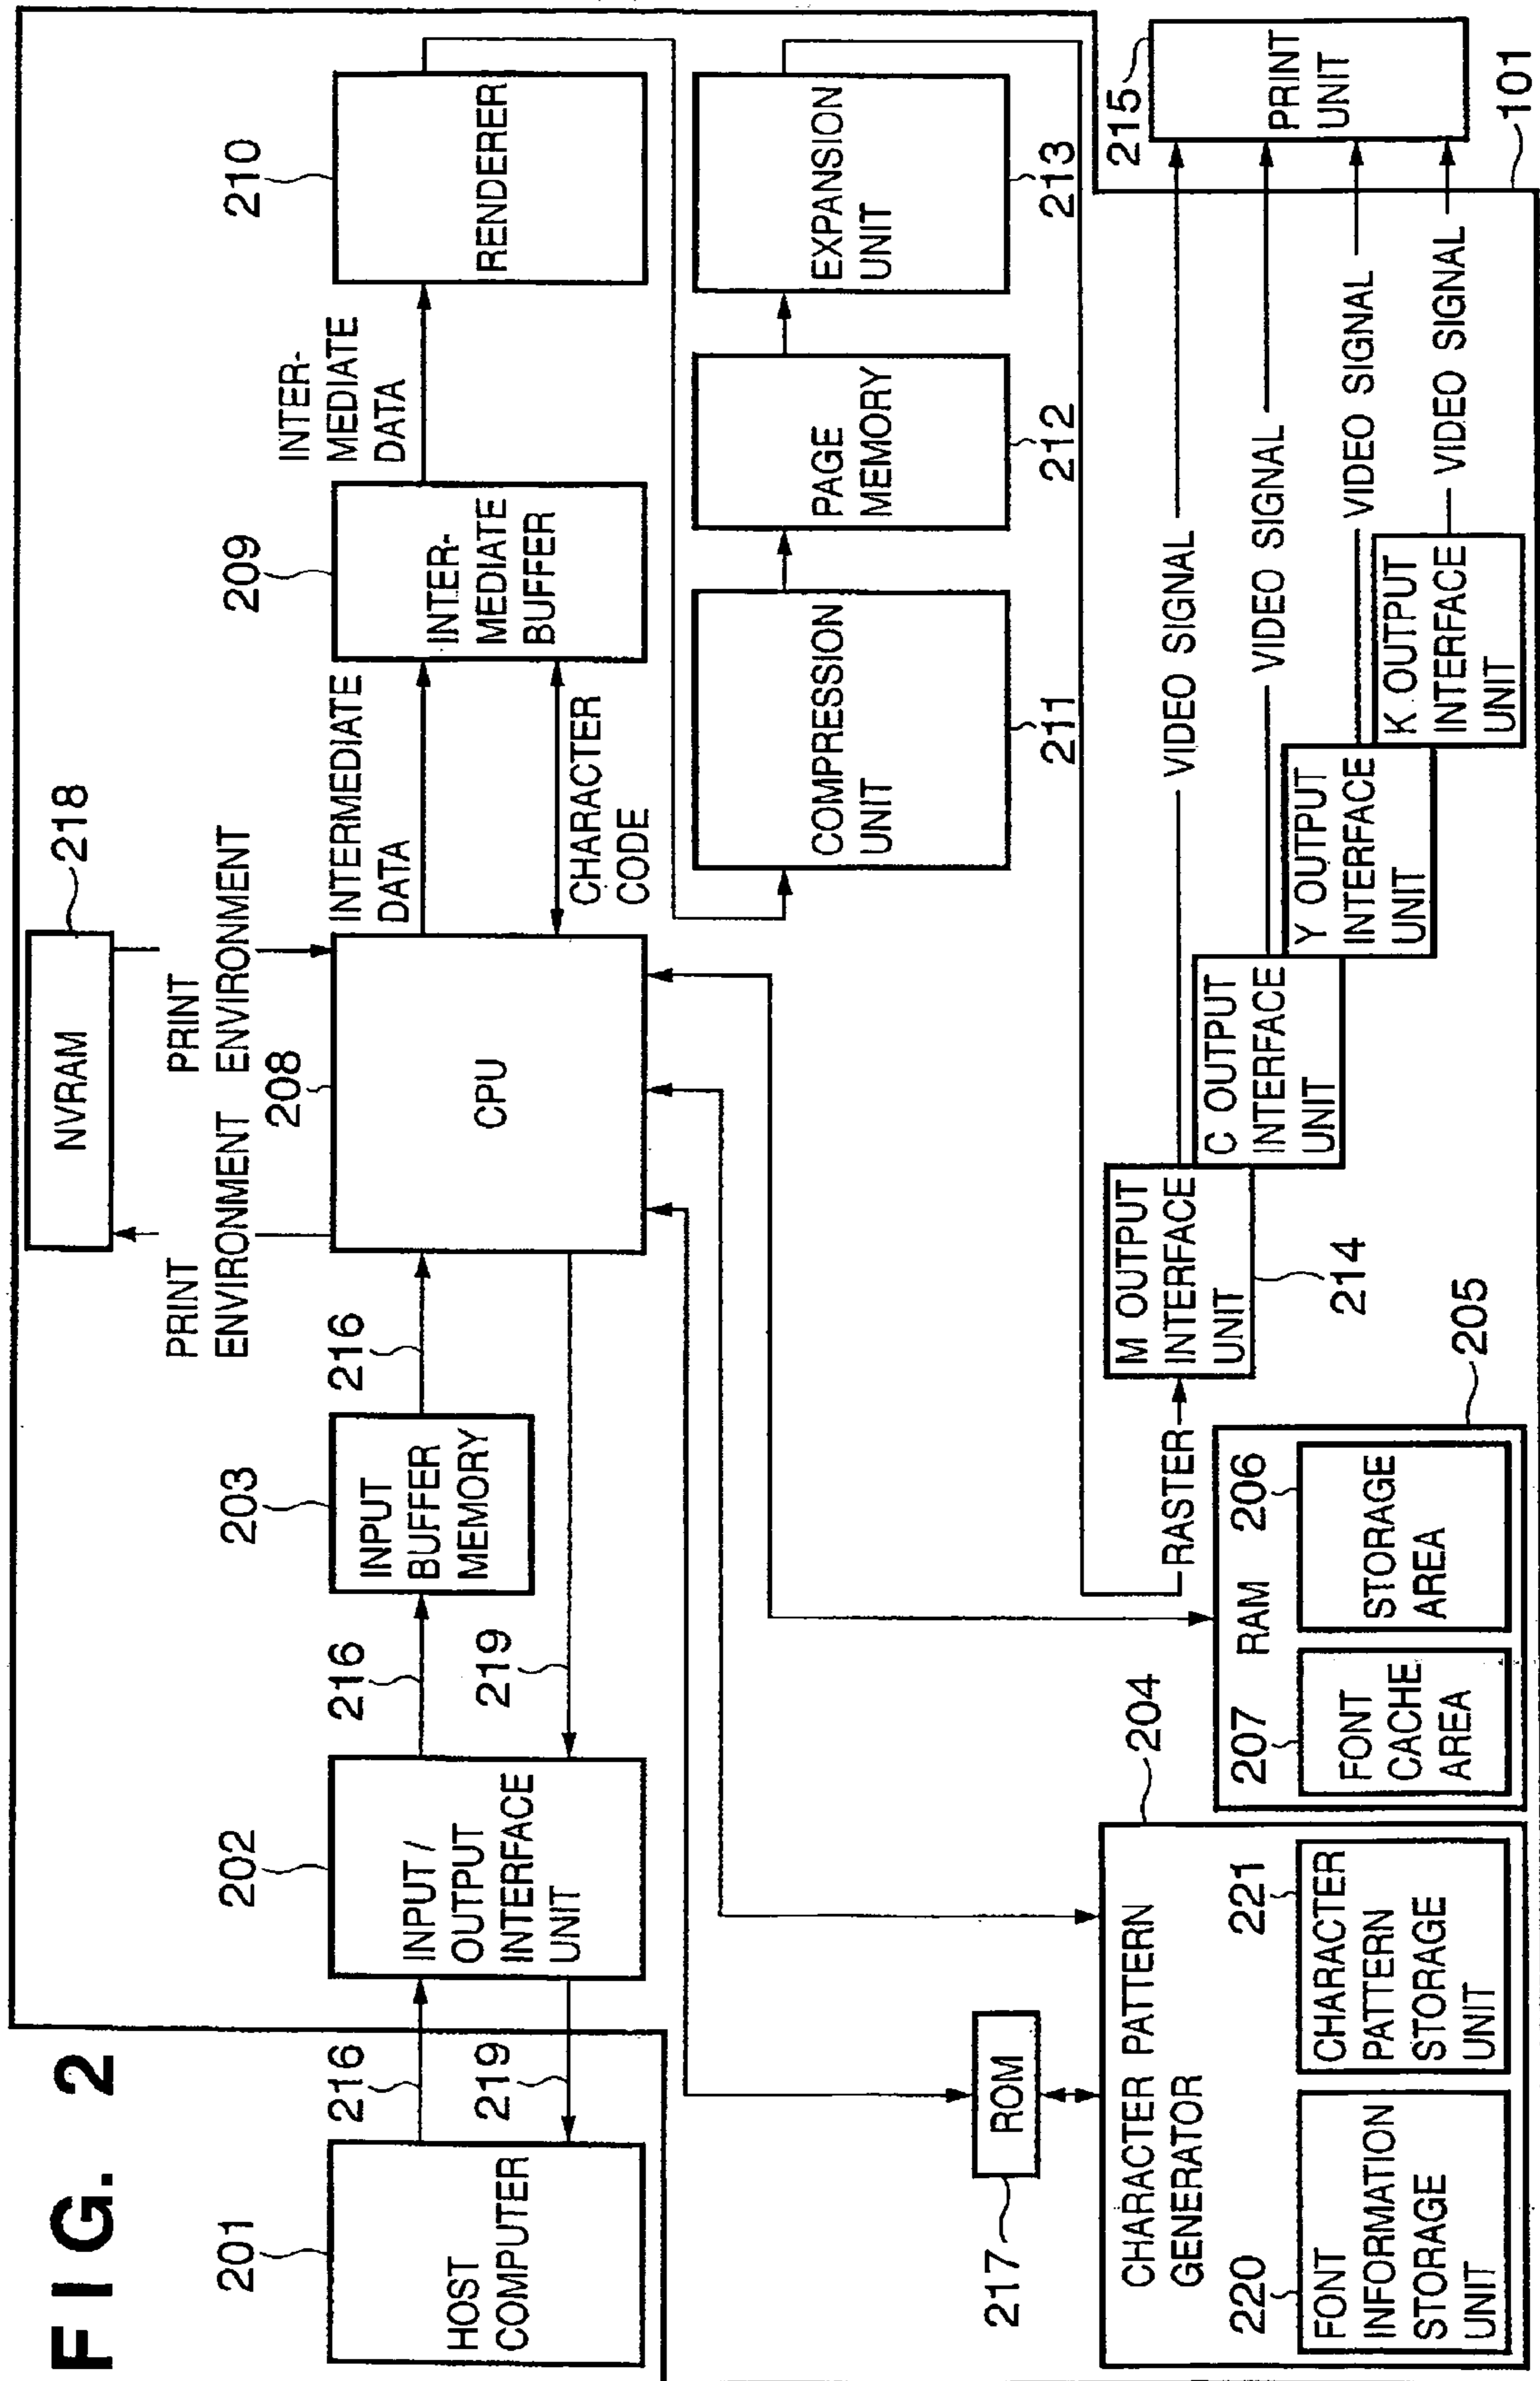 FIG. 2
218
NVRAM
PRINT
ENVIRONMENT
PRINT
ENVIRONMENT
201
HOST
COMPUTER
216
219
202
INPUT/
OUTPUT
INTERFACE
UNIT
216
219
203
INPUT
BUFFER
MEMORY
216
208
CPU
INTERMEDIATE
DATA
CHARACTER
CODE
209
INTER-
MEDIATE
BUFFER
INTER-
MEDIATE
DATA
210
RENDERER
COMPRESSION
UNIT
211
PAGE
MEMORY
212
EXPANSION
UNIT
213
217
ROM
204
CHARACTER PATTERN
GENERATOR
220
FONT
INFORMATION
STORAGE
UNIT
221
CHARACTER
PATTERN
STORAGE
UNIT
205
RAM
207
FONT
CACHE
AREA
206
STORAGE
AREA
RASTER
M OUTPUT
INTERFACE
UNIT
214
C OUTPUT
INTERFACE
UNIT
Y OUTPUT
INTERFACE
UNIT
K OUTPUT
INTERFACE
UNIT
VIDEO SIGNAL
VIDEO SIGNAL
VIDEO SIGNAL
VIDEO SIGNAL
215
PRINT
UNIT
101